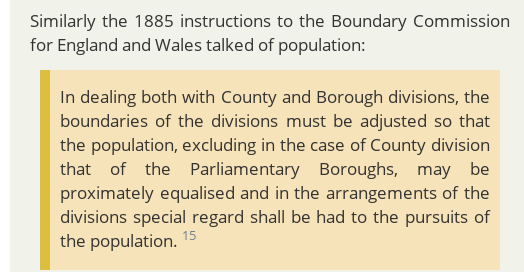 Similarly the 1885 instructions to the Boundary Commission
for England and Wales talked of population:
In dealing both with County and Borough divisions, the
boundaries of the divisions must be adjusted so that
the population, excluding in the case of County division
that of the Parliamentary Boroughs, may be
proximately equalised and in the arrangements of the
divisions special regard shall be had to the pursuits of
the population. 15